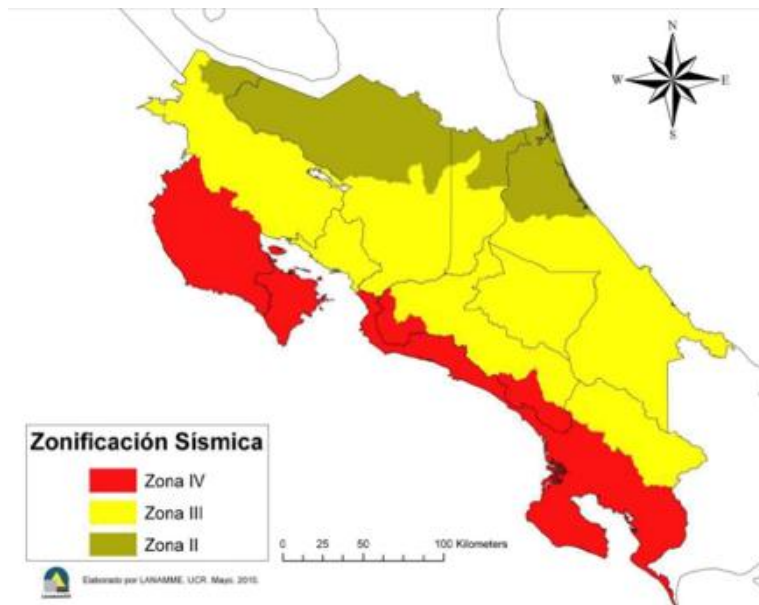 N
W E
S
Zonificación Sísmica
Zona IV
Zona III
Zona II
0 25 50 100 Kilometers
Elaborado por LANAMME. UCR. Mayo, 2010.
LanammeUCR